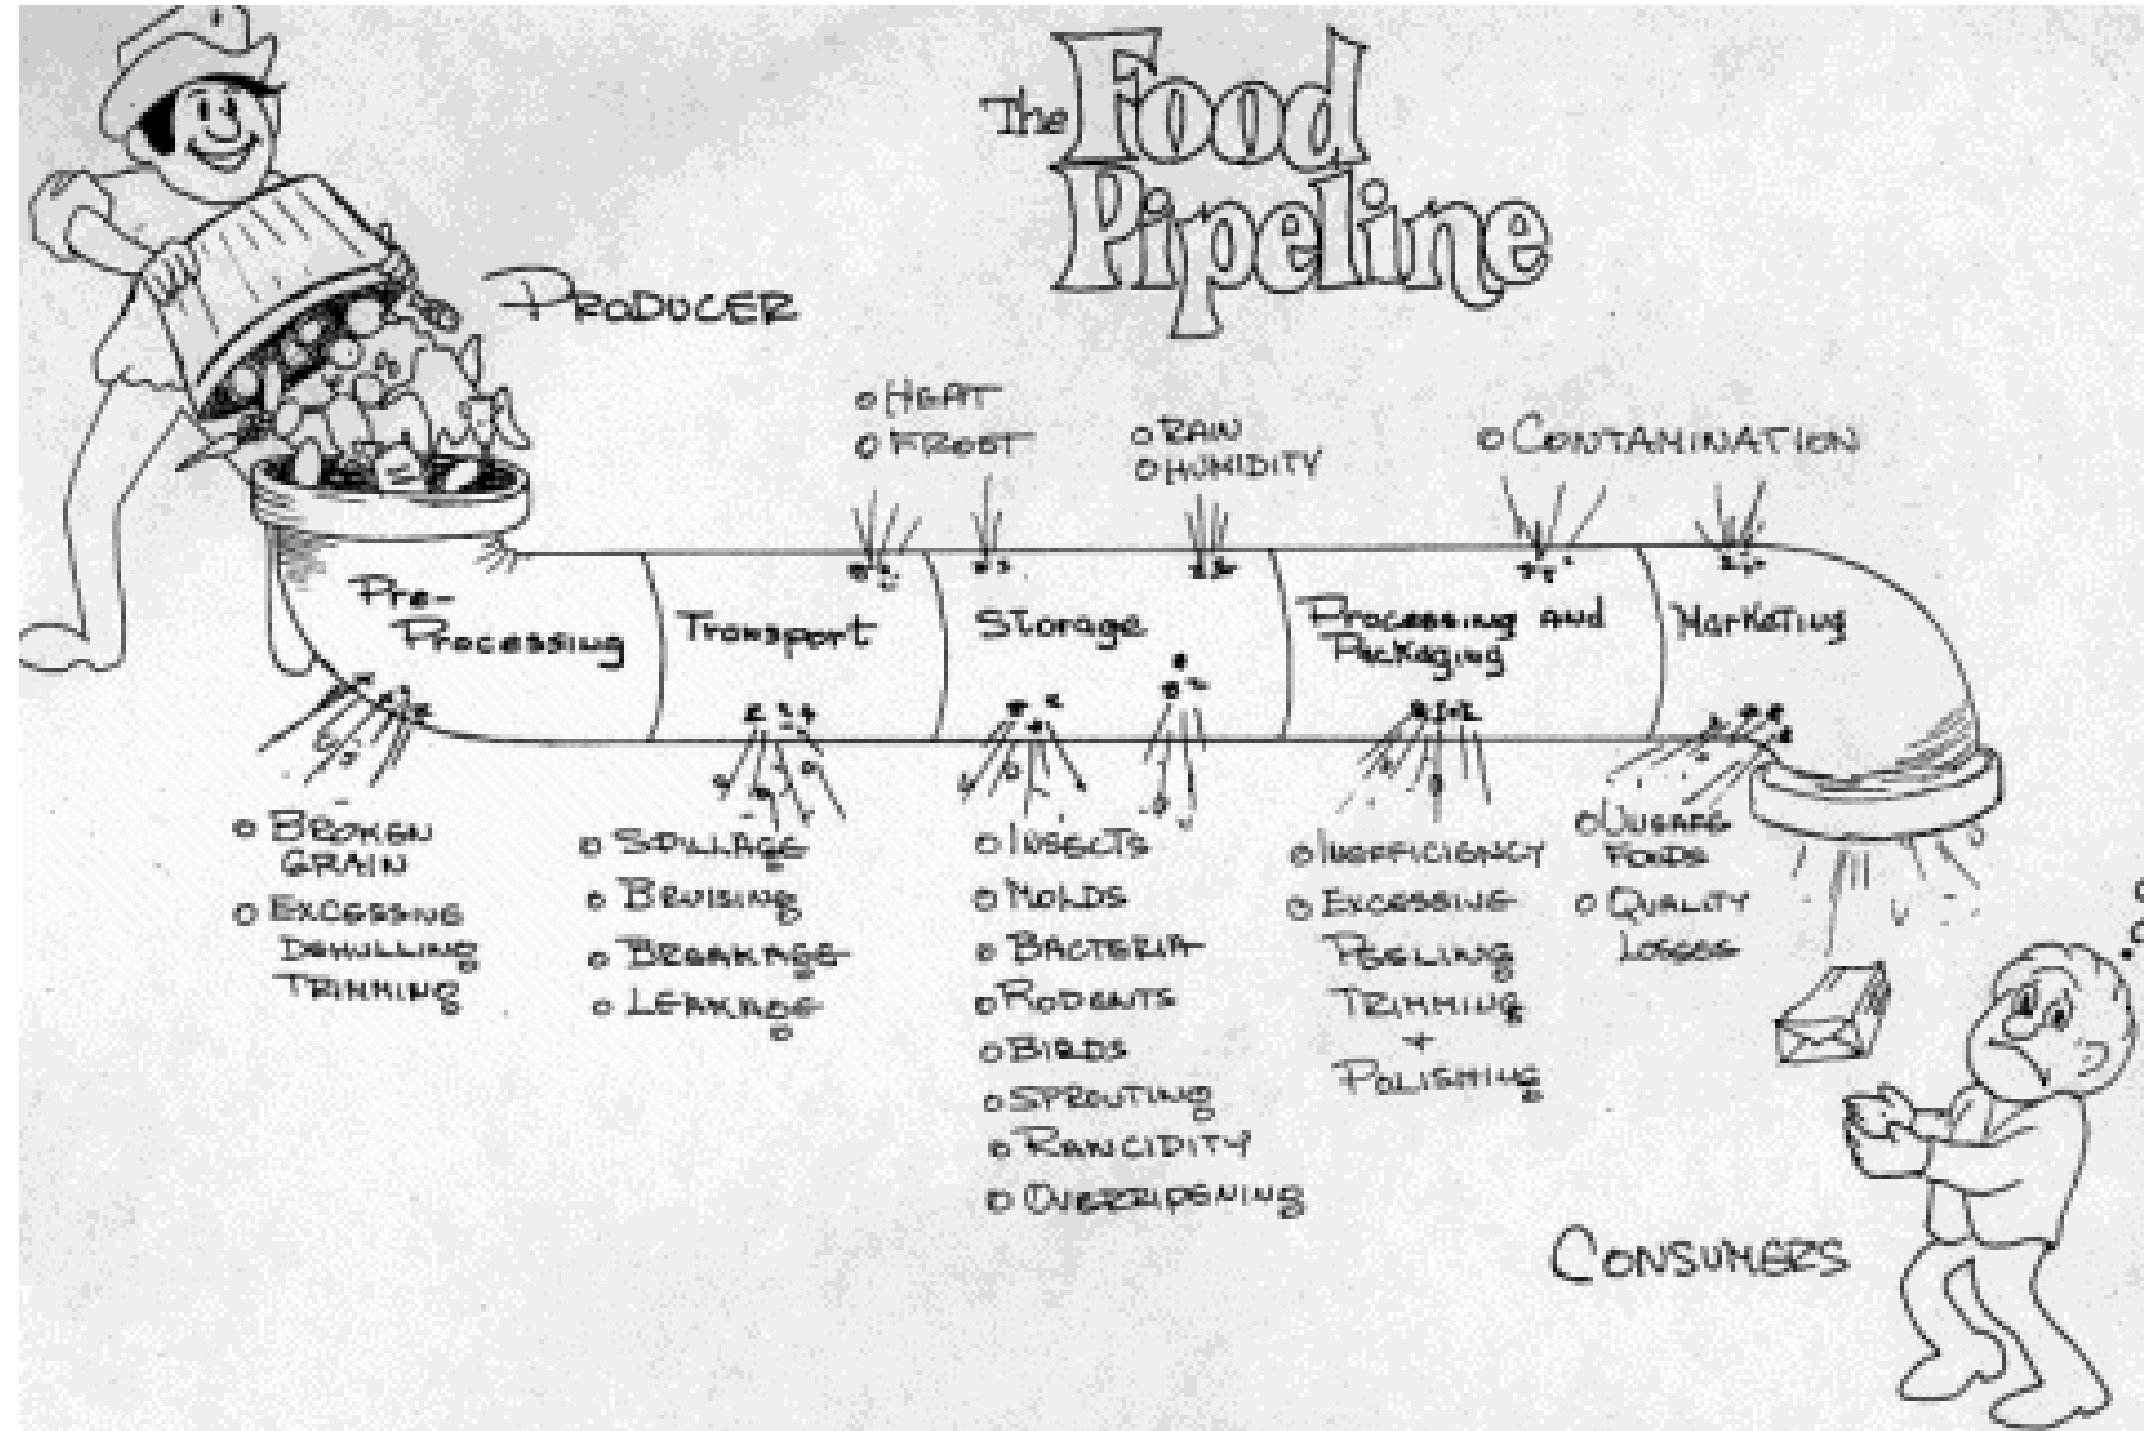 The Food
Pipeline
PRODUCER
o HEAT
o FROST
o RAIN
o HUMIDITY
o CONTAMINATION
Pre-
Processing
Transport
Storage
Processing and
Packaging
Marketing
o BROKEN
GRAIN
o EXCESSIVE
DEHULLING
TRIMMING
o SPILLAGE
o BRUISING
o BREAKAGE
o LEAKAGE
o INSECTS
o MOLDS
o BACTERIA
o RODENTS
o BIRDS
o SPROUTING
o RANCIDITY
o OVERRIPENING
o INEFFICIENCY
o EXCESSIVE
PEELING
TRIMMING
+
POLISHING
o UNSAFE
FOODS
o QUALITY
LOSSES
CONSUMERS